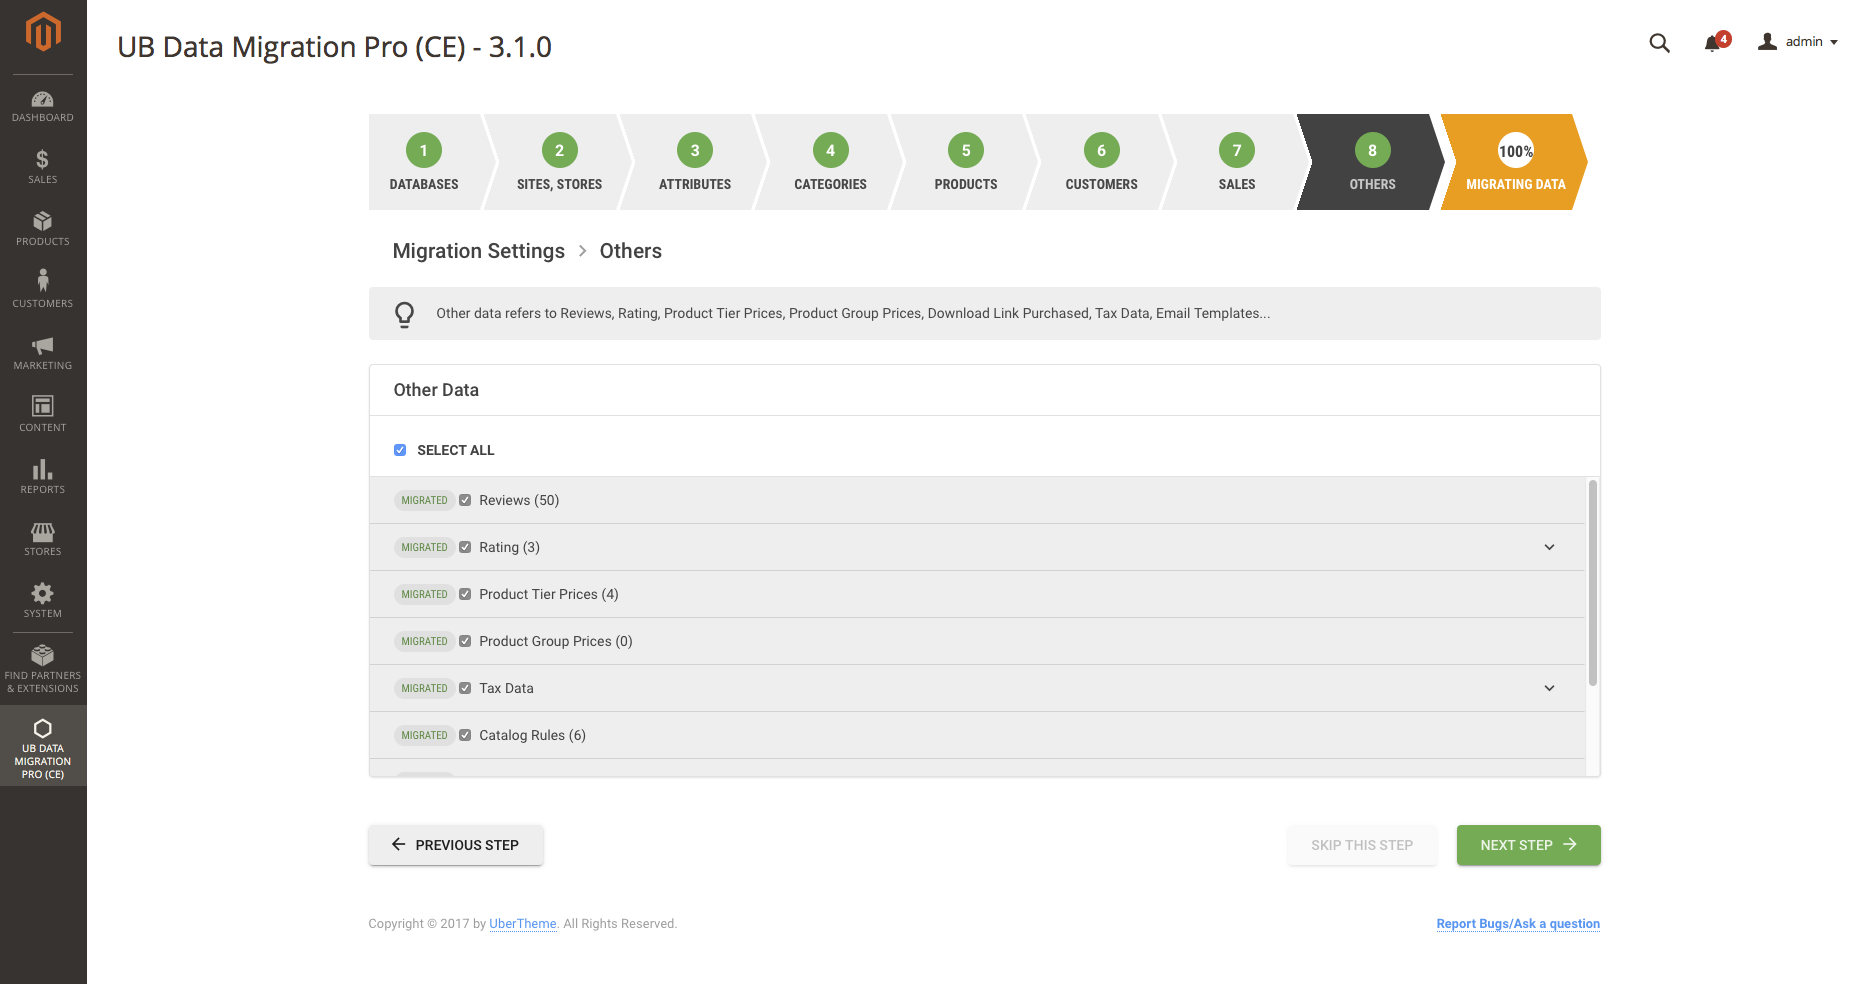 UB Data Migration Pro (CE) - 3.1.0
4
admin
DASHBOARD
SALES
PRODUCTS
CUSTOMERS
MARKETING
CONTENT
REPORTS
STORES
SYSTEM
FIND PARTNERS
& EXTENSIONS
UB DATA
MIGRATION
PRO (CE)
1
DATABASES
2
SITES, STORES
3
ATTRIBUTES
4
CATEGORIES
5
PRODUCTS
6
CUSTOMERS
7
SALES
8
OTHERS
100%
MIGRATING DATA
Migration Settings > Others
Other data refers to Reviews, Rating, Product Tier Prices, Product Group Prices, Download Link Purchased, Tax Data, Email Templates...
Other Data
SELECT ALL
MIGRATED Reviews (50)
MIGRATED Rating (3)
MIGRATED Product Tier Prices (4)
MIGRATED Product Group Prices (0)
MIGRATED Tax Data
MIGRATED Catalog Rules (6)
PREVIOUS STEP
SKIP THIS STEP
NEXT STEP
Copyright © 2017 by UberTheme. All Rights Reserved.
Report Bugs/Ask a question